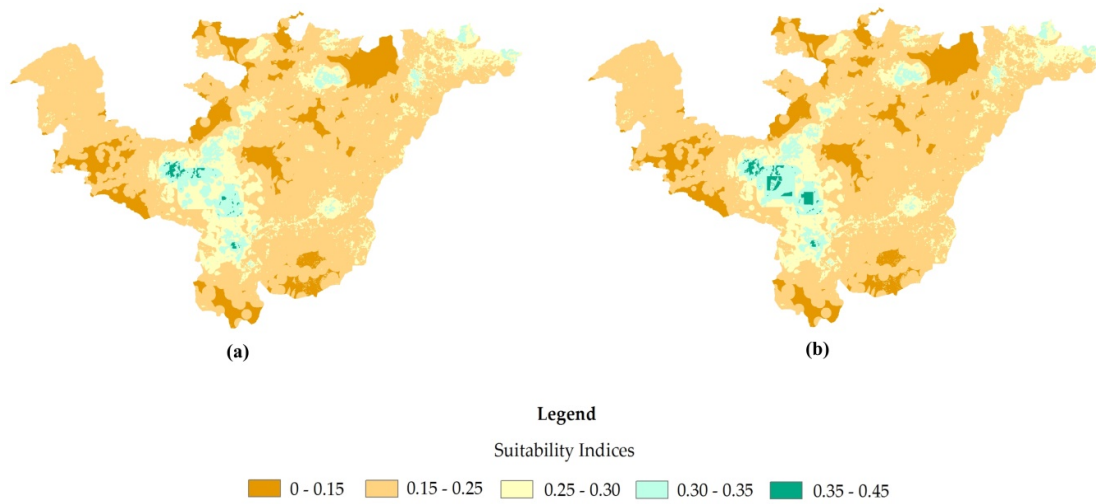 (a)
(b)
Legend
Suitability Indices
0 - 0.15 0.15 - 0.25 0.25 - 0.30 0.30 - 0.35 0.35 - 0.45